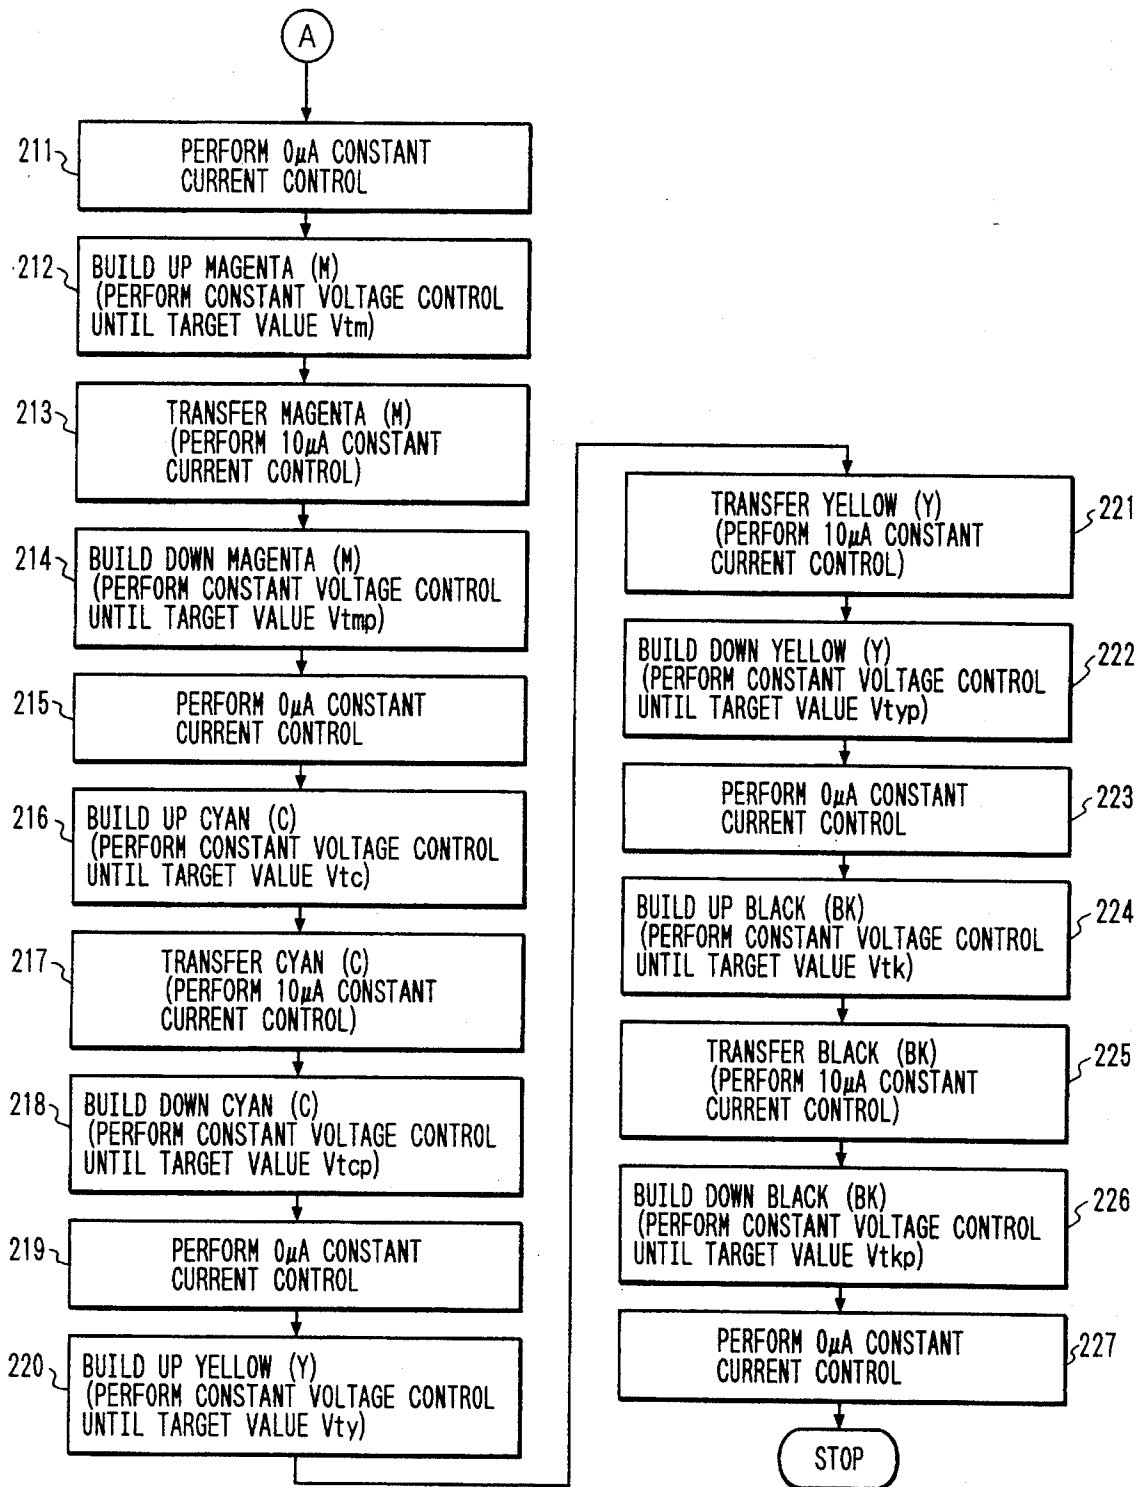 A
211
PERFORM 0μA CONSTANT
CURRENT CONTROL
212
BUILD UP MAGENTA (M)
(PERFORM CONSTANT VOLTAGE CONTROL
UNTIL TARGET VALUE Vtm)
213
TRANSFER MAGENTA (M)
(PERFORM 10μA CONSTANT
CURRENT CONTROL)
214
BUILD DOWN MAGENTA (M)
(PERFORM CONSTANT VOLTAGE CONTROL
UNTIL TARGET VALUE Vtmp)
215
PERFORM 0μA CONSTANT
CURRENT CONTROL
216
BUILD UP CYAN (C)
(PERFORM CONSTANT VOLTAGE CONTROL
UNTIL TARGET VALUE Vtc)
217
TRANSFER CYAN (C)
(PERFORM 10μA CONSTANT
CURRENT CONTROL)
218
BUILD DOWN CYAN (C)
(PERFORM CONSTANT VOLTAGE CONTROL
UNTIL TARGET VALUE Vtcp)
219
PERFORM 0μA CONSTANT
CURRENT CONTROL
220
BUILD UP YELLOW (Y)
(PERFORM CONSTANT VOLTAGE CONTROL
UNTIL TARGET VALUE Vty)
TRANSFER YELLOW (Y)
(PERFORM 10μA CONSTANT
CURRENT CONTROL)
221
BUILD DOWN YELLOW (Y)
(PERFORM CONSTANT VOLTAGE CONTROL
UNTIL TARGET VALUE Vtyp)
222
PERFORM 0μA CONSTANT
CURRENT CONTROL
223
BUILD UP BLACK (BK)
(PERFORM CONSTANT VOLTAGE CONTROL
UNTIL TARGET VALUE Vtk)
224
TRANSFER BLACK (BK)
(PERFORM 10μA CONSTANT
CURRENT CONTROL)
225
BUILD DOWN BLACK (BK)
(PERFORM CONSTANT VOLTAGE CONTROL
UNTIL TARGET VALUE Vtkp)
226
PERFORM 0μA CONSTANT
CURRENT CONTROL
227
STOP